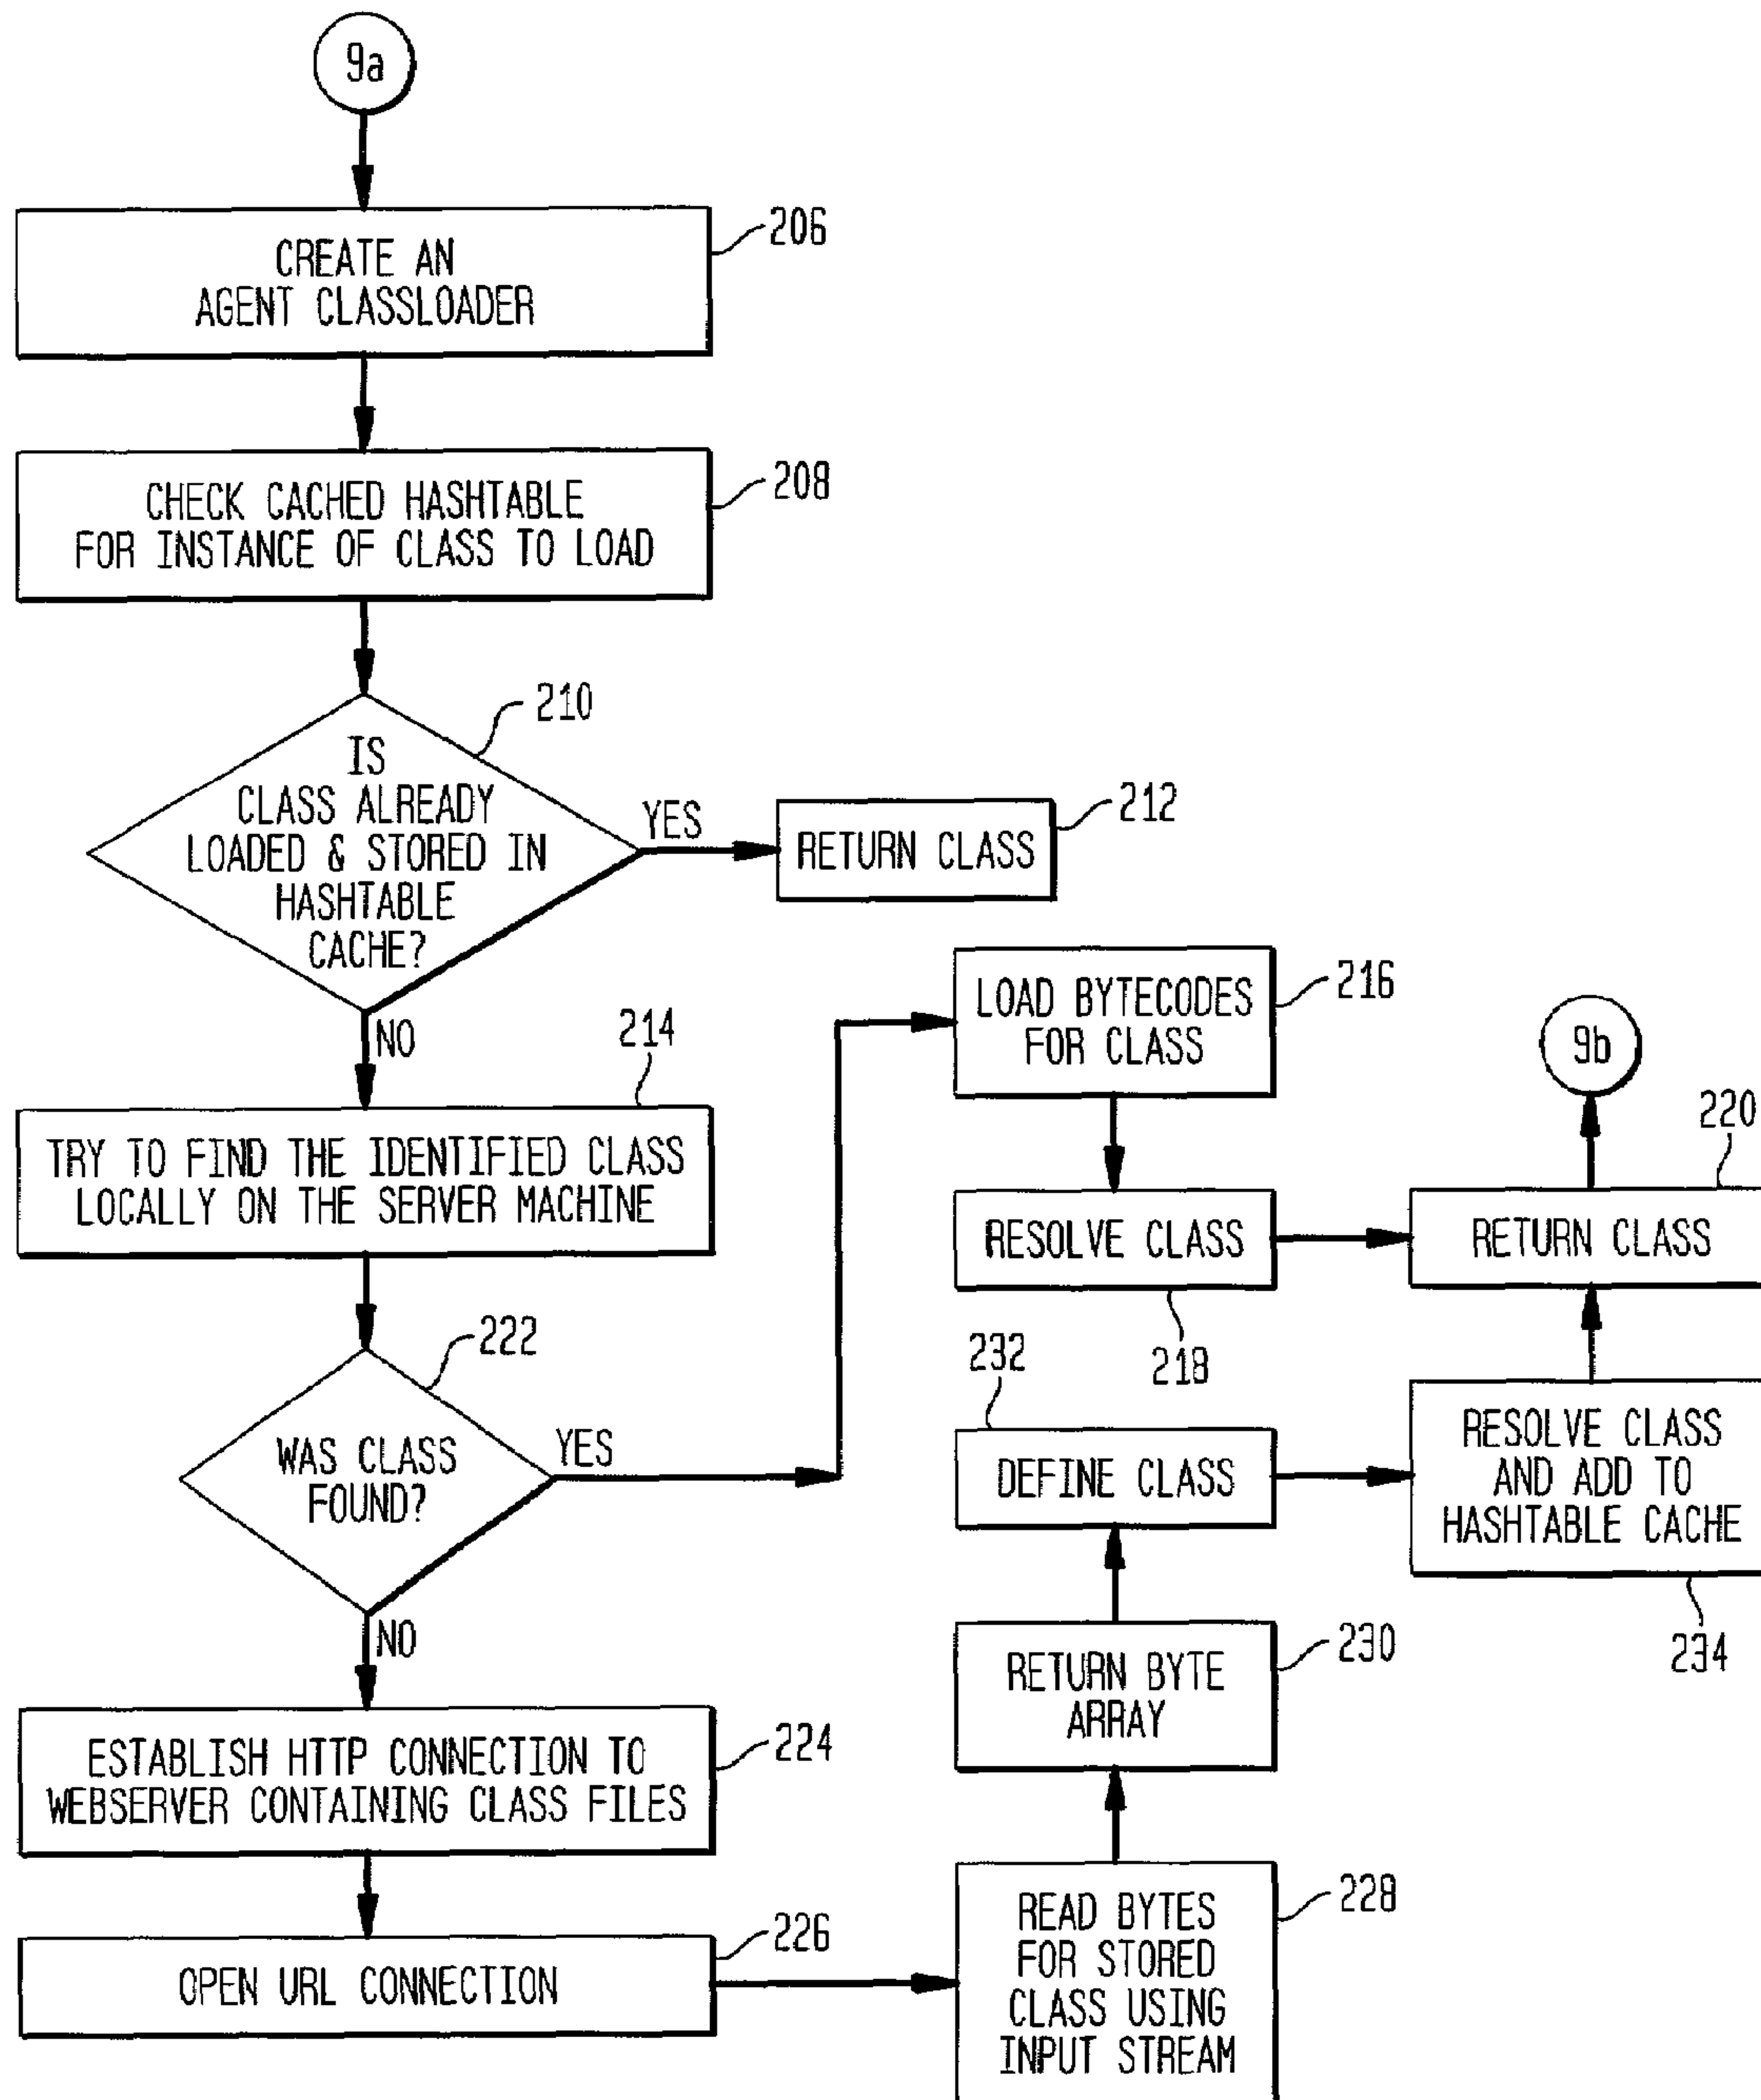 9a
206
CREATE AN
AGENT CLASSLOADER
208
CHECK CACHED HASHTABLE
FOR INSTANCE OF CLASS TO LOAD
210
IS
CLASS ALREADY
LOADED & STORED IN
HASHTABLE
CACHE?
YES
212
RETURN CLASS
NO
214
TRY TO FIND THE IDENTIFIED CLASS
LOCALLY ON THE SERVER MACHINE
222
WAS CLASS
FOUND?
YES
216
LOAD BYTECODES
FOR CLASS
RESOLVE CLASS
218
9b
220
RETURN CLASS
NO
224
ESTABLISH HTTP CONNECTION TO
WEBSERVER CONTAINING CLASS FILES
226
OPEN URL CONNECTION
228
READ BYTES
FOR STORED
CLASS USING
INPUT STREAM
230
RETURN BYTE
ARRAY
232
DEFINE CLASS
RESOLVE CLASS
AND ADD TO
HASHTABLE CACHE
234